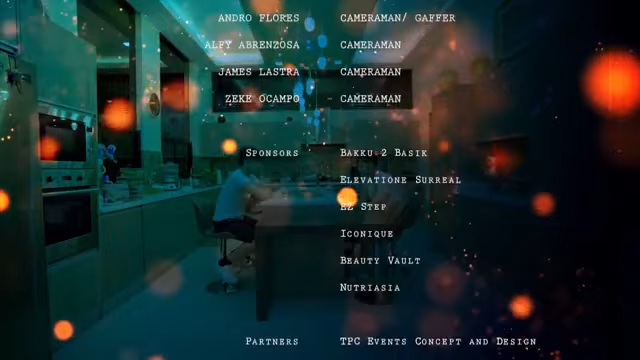 ANDRO FLORES CAMERAMAN/ GAFFER
ALFY ABRENZOSA CAMERAMAN
JAMES LASTRA CAMERAMAN
ZEKE OCAMPO CAMERAMAN
SPONSORS BAKKU 2 BASIK
ELEVATIONE SURREAL
EZ STEP
ICONIQUE
BEAUTY VAULT
NUTRIASIA
PARTNERS TPC EVENTS CONCEPT AND DESIGN